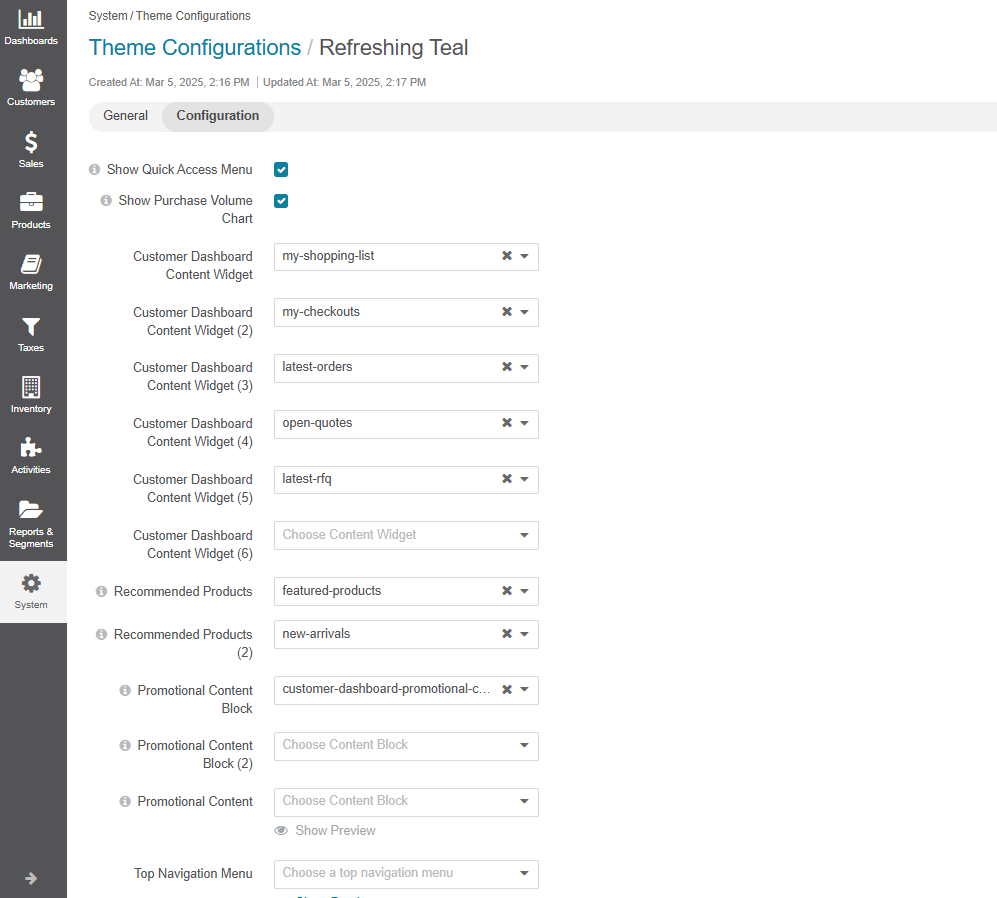 Dashboards
Customers
Sales
Products
Marketing
Taxes
Inventory
Activities
Reports &
Segments
System
System / Theme Configurations
Theme Configurations / Refreshing Teal
Created At: Mar 5, 2025, 2:16 PM | Updated At: Mar 5, 2025, 2:17 PM
General Configuration
Show Quick Access Menu
Show Purchase Volume
Chart
Customer Dashboard
Content Widget
my-shopping-list
Customer Dashboard
Content Widget (2)
my-checkouts
Customer Dashboard
Content Widget (3)
latest-orders
Customer Dashboard
Content Widget (4)
open-quotes
Customer Dashboard
Content Widget (5)
latest-rfq
Customer Dashboard
Content Widget (6)
Choose Content Widget
Recommended Products
featured-products
Recommended Products
(2)
new-arrivals
Promotional Content
Block
customer-dashboard-promotional-c...
Promotional Content
Block (2)
Choose Content Block
Promotional Content
Choose Content Block
Show Preview
Top Navigation Menu
Choose a top navigation menu